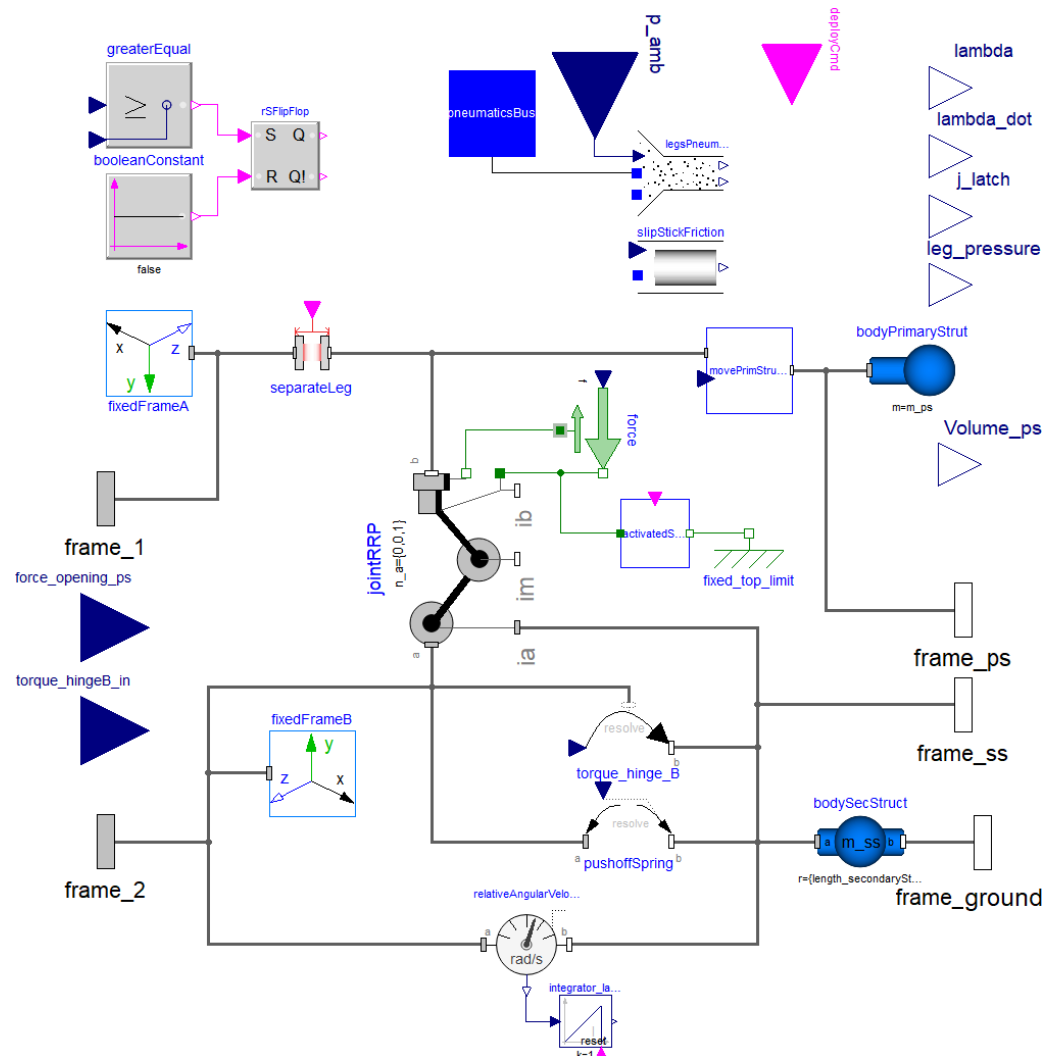 greaterEqual
≥
booleanConstant
false
rSFlipFlop
S Q
R Q!
pneumaticsBus
p_amb
deployCmd
legsPneum...
slipStickFriction
lambda
lambda_dot
j_latch
leg_pressure
x z
y
fixedFrameA
separateLeg
movePrimStru...
bodyPrimaryStrut
m=m_ps
Volume_ps
frame_1
f
force
b
ib
jointRRP
n_a={0,0,1}
im
a
ia
activatedS...
fixed_top_limit
force_opening_ps
torque_hingeB_in
frame_ps
frame_ss
fixedFrameB
y
z x
resolve
b
torque_hinge_B
resolve
a b
pushoffSpring
bodySecStruct
a m_ss b
r={length_secondarySt...
frame_2
frame_ground
relativeAngularVelo...
a b
rad/s
integrator_la...
reset
k=1